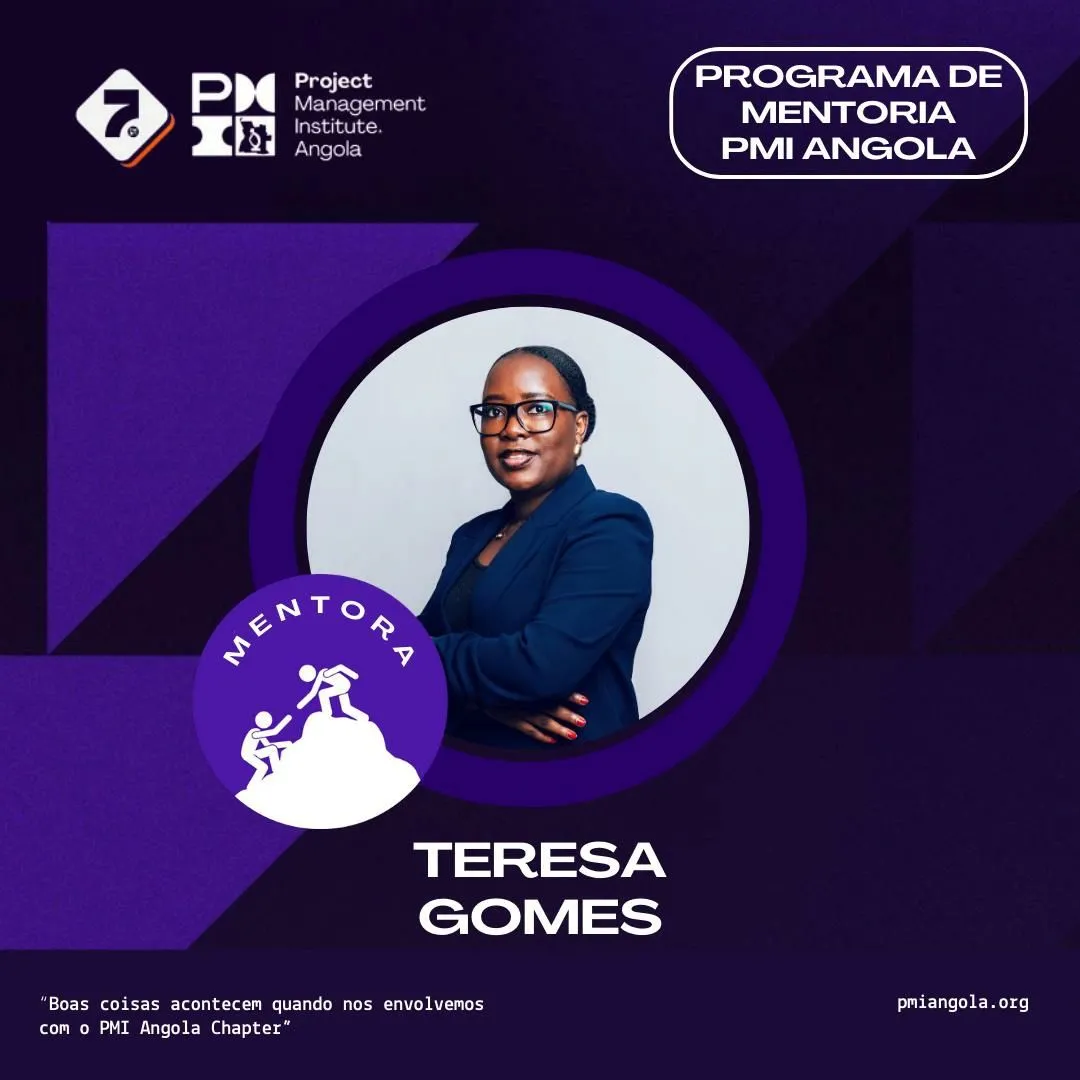 7
PMI
Project
Management
Institute.
Angola
PROGRAMA DE
MENTORIA
PMI ANGOLA
MENTORA
TERESA
GOMES
“Boas coisas acontecem quando nos envolvemos
com o PMI Angola Chapter”
pmiangola.org